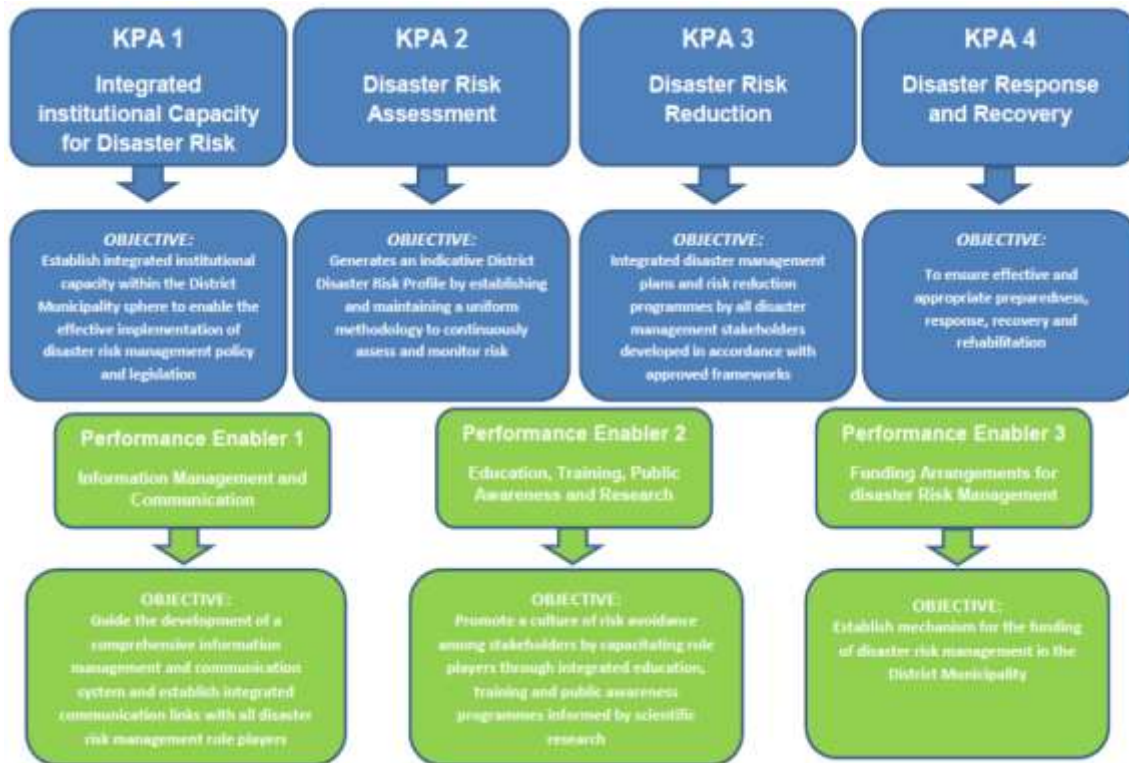 KPA 1
Integrated
institutional Capacity
for Disaster Risk
KPA 2
Disaster Risk
Assessment
KPA 3
Disaster Risk
Reduction
KPA 4
Disaster Response
and Recovery
OBJECTIVE:
Establish integrated institutional
capacity within the District
Municipality sphere to enable the
effective implementation of
disaster risk management policy
and legislation
OBJECTIVE:
Generates an indicative District
Disaster Risk Profile by establishing
and maintaining a uniform
methodology to continuously
assess and monitor risk
OBJECTIVE:
Integrated disaster management
plans and risk reduction
programmes by all disaster
management stakeholders
developed in accordance with
approved frameworks
OBJECTIVE:
To ensure effective and
appropriate preparedness,
response, recovery and
rehabilitation
Performance Enabler 1
Information Management and
Communication
Performance Enabler 2
Education, Training, Public
Awareness and Research
Performance Enabler 3
Funding Arrangements for
disaster Risk Management
OBJECTIVE:
Guide the development of a
comprehensive information
management and communication
system and establish integrated
communication links with all disaster
risk management role players
OBJECTIVE:
Promote a culture of risk avoidance
among stakeholders by capacitating role
players through integrated education,
training and public awareness
programmes informed by scientific
research
OBJECTIVE:
Establish mechanism for the funding
of disaster risk management in the
District Municipality